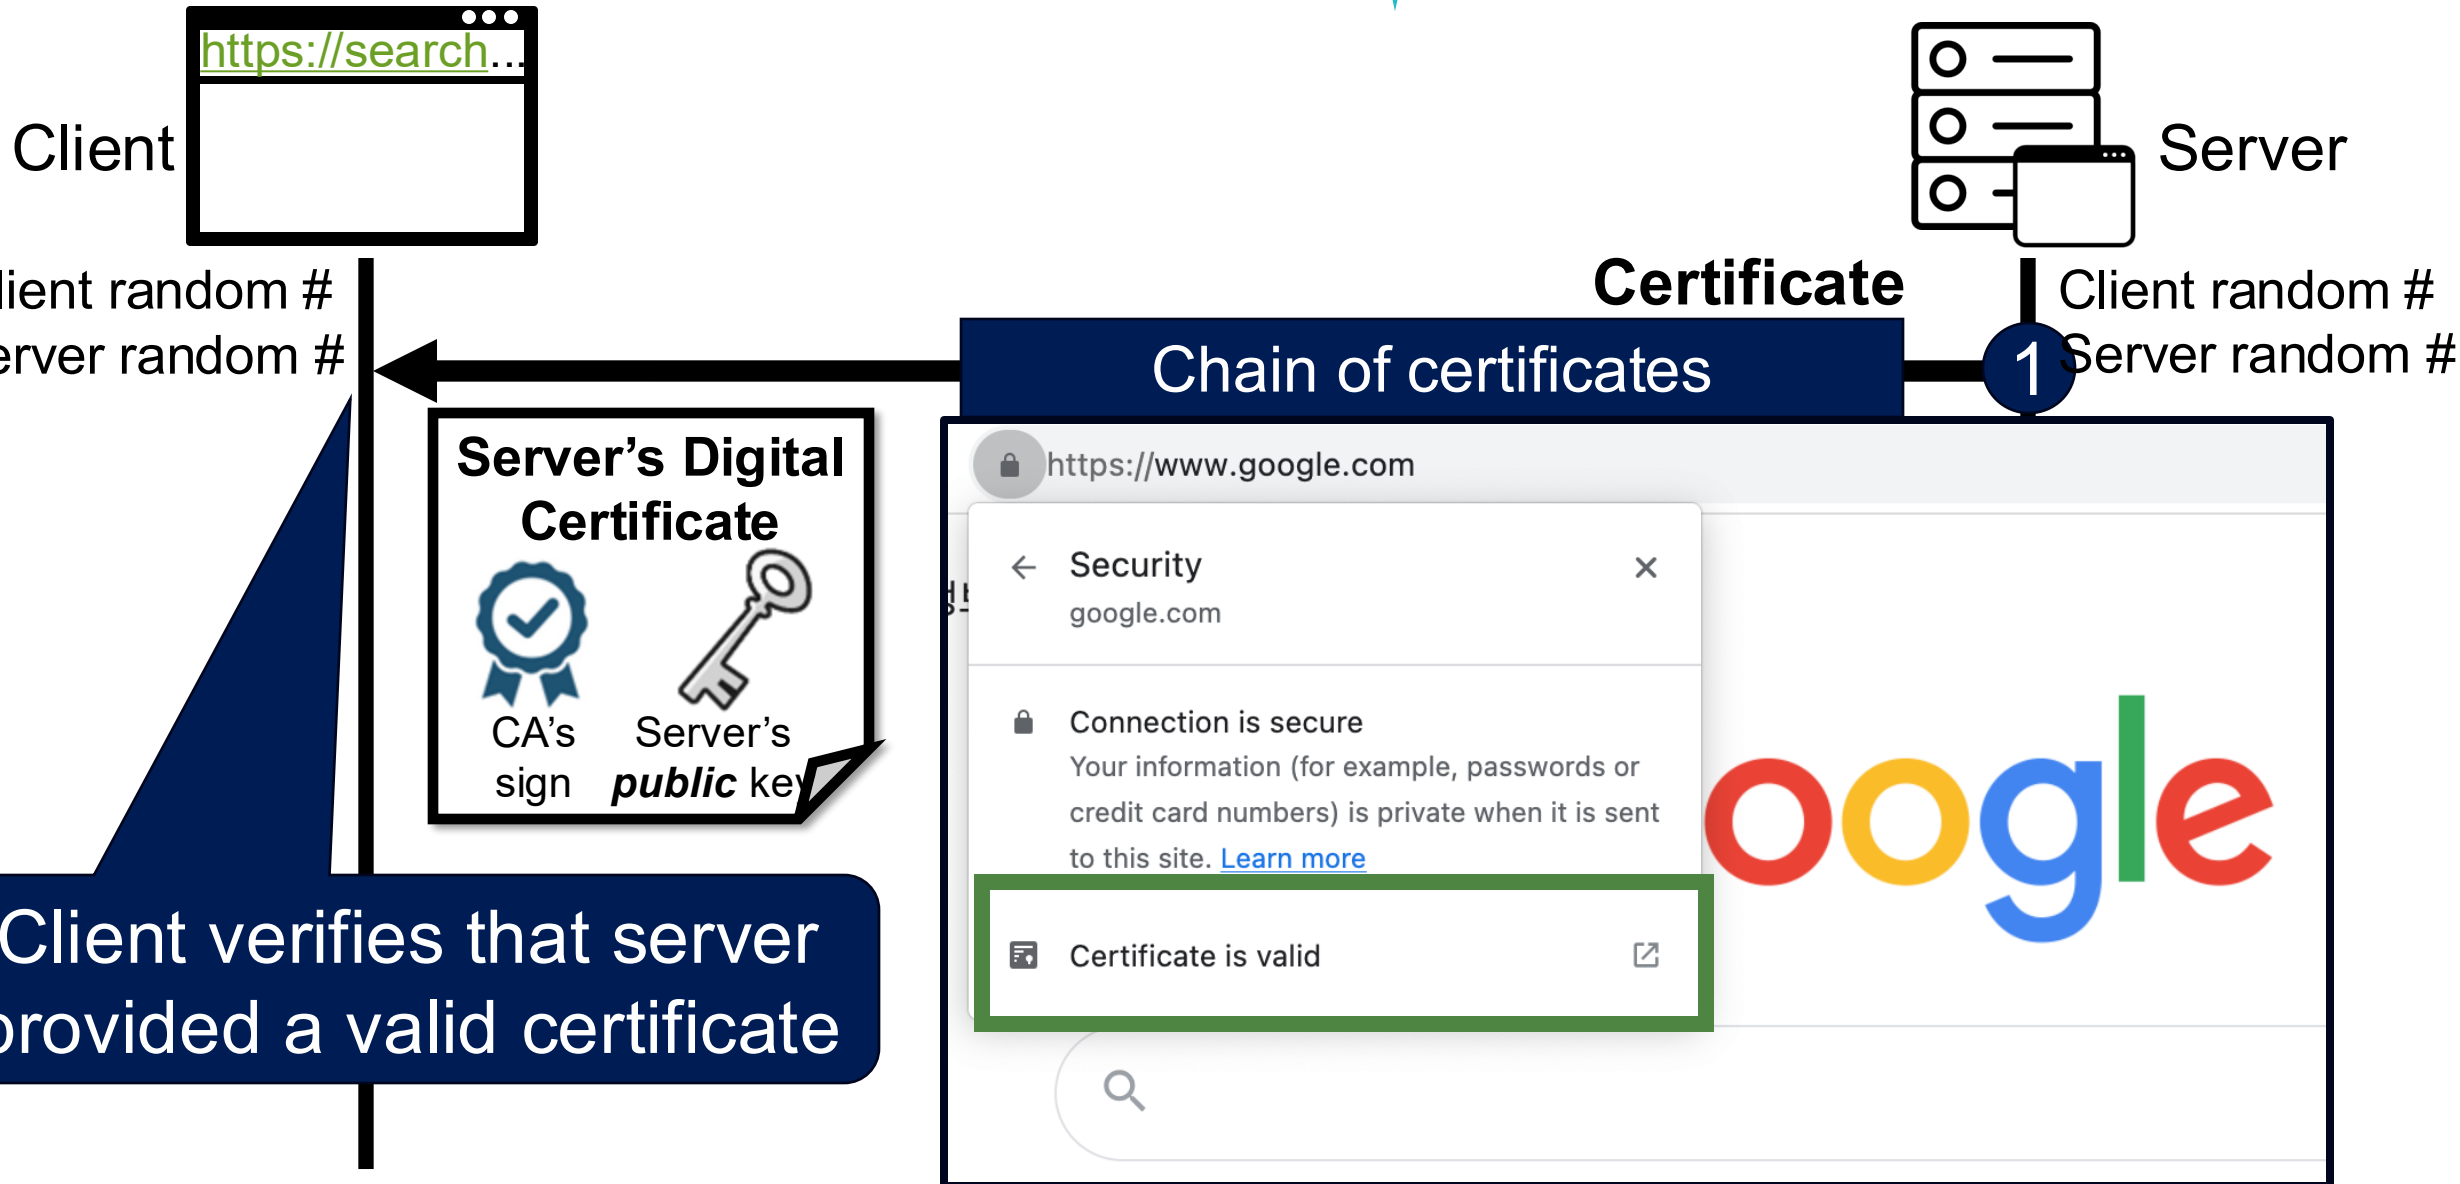 https://search...
Client
Server
lient random #
erver random #
Certificate
Client random #
Server random #
Chain of certificates
1
Server’s Digital
Certificate
CA’s
sign
Server’s
public key
https://www.google.com
Security
google.com
Connection is secure
Your information (for example, passwords or
credit card numbers) is private when it is sent
to this site. Learn more
Certificate is valid
oogle
Client verifies that server
provided a valid certificate